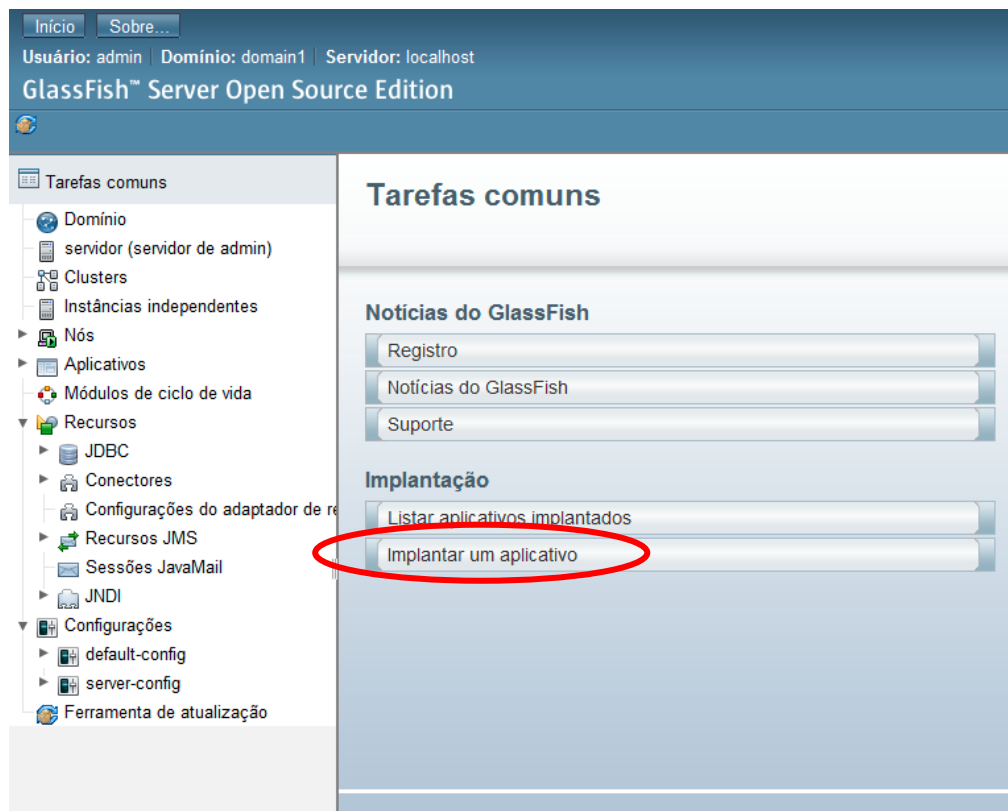 Início Sobre...
Usuário: admin Domínio: domain1 Servidor: localhost
GlassFish™ Server Open Source Edition
Tarefas comuns
Domínio
servidor (servidor de admin)
Clusters
Instâncias independentes
Nós
Aplicativos
Módulos de ciclo de vida
Recursos
JDBC
Conectores
Configurações do adaptador de re
Recursos JMS
Sessões JavaMail
JNDI
Configurações
default-config
server-config
Ferramenta de atualização
Tarefas comuns
Notícias do GlassFish
Registro
Notícias do GlassFish
Suporte
Implantação
Listar aplicativos implantados
Implantar um aplicativo